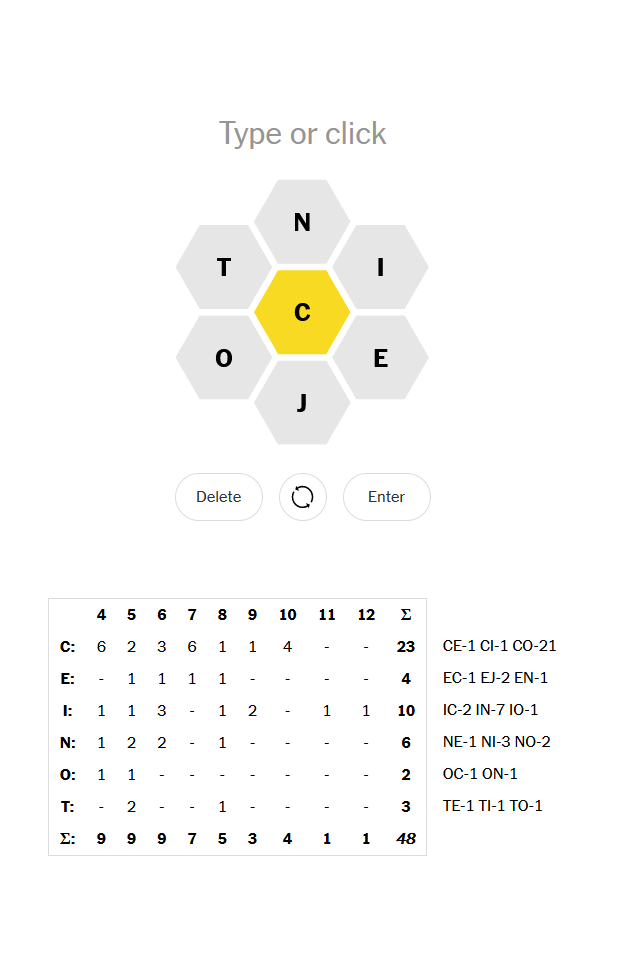 Type or click
N
T I
C
O E
J
Delete Enter
4 5 6 7 8 9 10 11 12 Σ
C: 6 2 3 6 1 1 4 - - 23 CE-1 CI-1 CO-21
E: - 1 1 1 1 - - - - 4 EC-1 EJ-2 EN-1
I: 1 1 3 - 1 2 - 1 1 10 IC-2 IN-7 IO-1
N: 1 2 2 - 1 - - - - 6 NE-1 NI-3 NO-2
O: 1 1 - - - - - - - 2 OC-1 ON-1
T: - 2 - - 1 - - - - 3 TE-1 TI-1 TO-1
Σ: 9 9 9 7 5 3 4 1 1 48